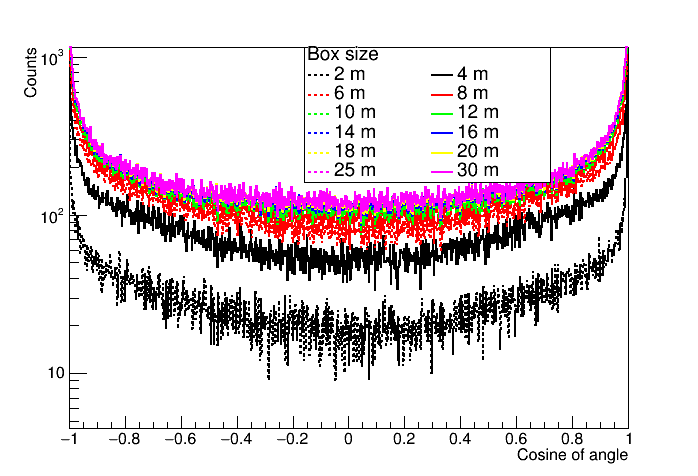 Counts
10³
10²
10
Box size
2 m 4 m
6 m 8 m
10 m 12 m
14 m 16 m
18 m 20 m
25 m 30 m
−1 −0.8 −0.6 −0.4 −0.2 0 0.2 0.4 0.6 0.8 1
Cosine of angle